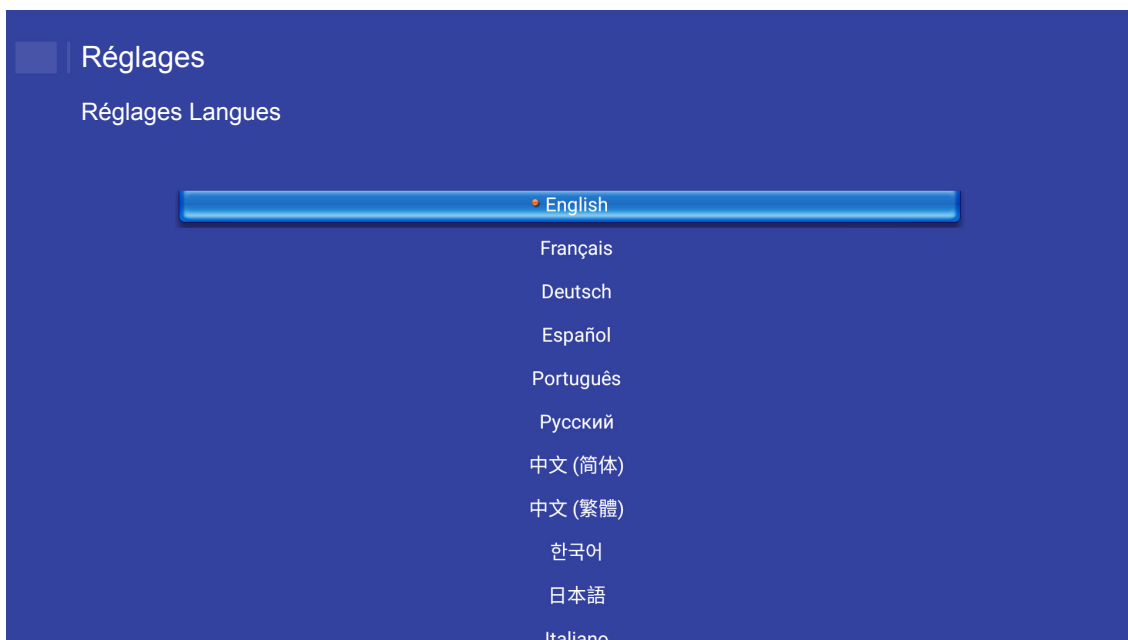 Réglages
Réglages Langues
English
Français
Deutsch
Español
Português
Русский
中文 (简体)
中文 (繁體)
한국어
日本語
Italiano